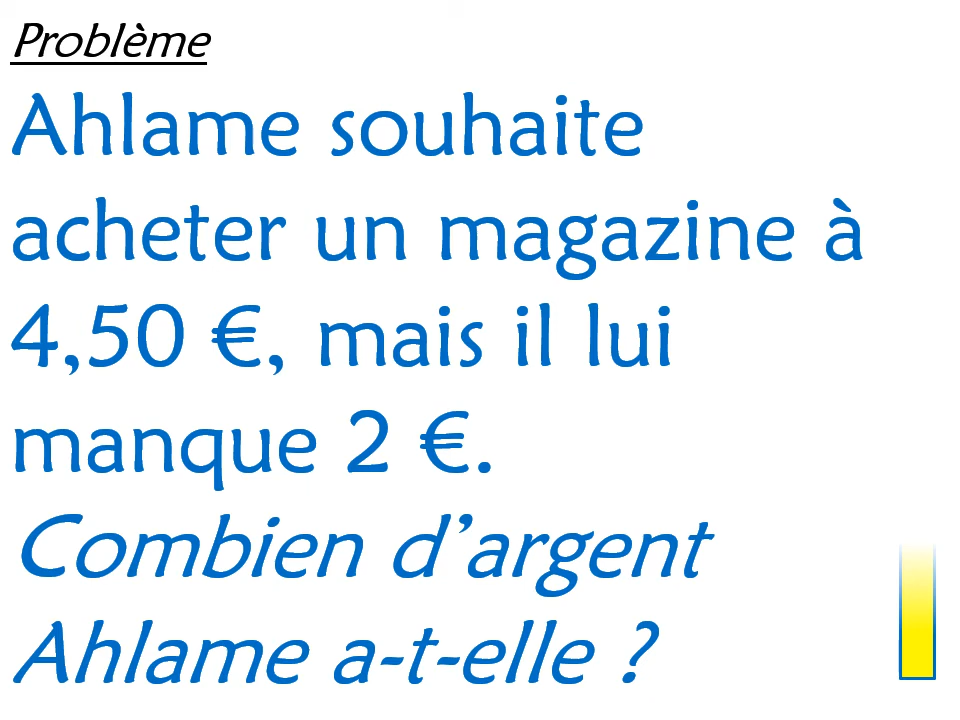 Problème
Ahlame souhaite
acheter un magazine à
4,50 €, mais il lui
manque 2 €.
Combien d’argent
Ahlame a-t-elle ?